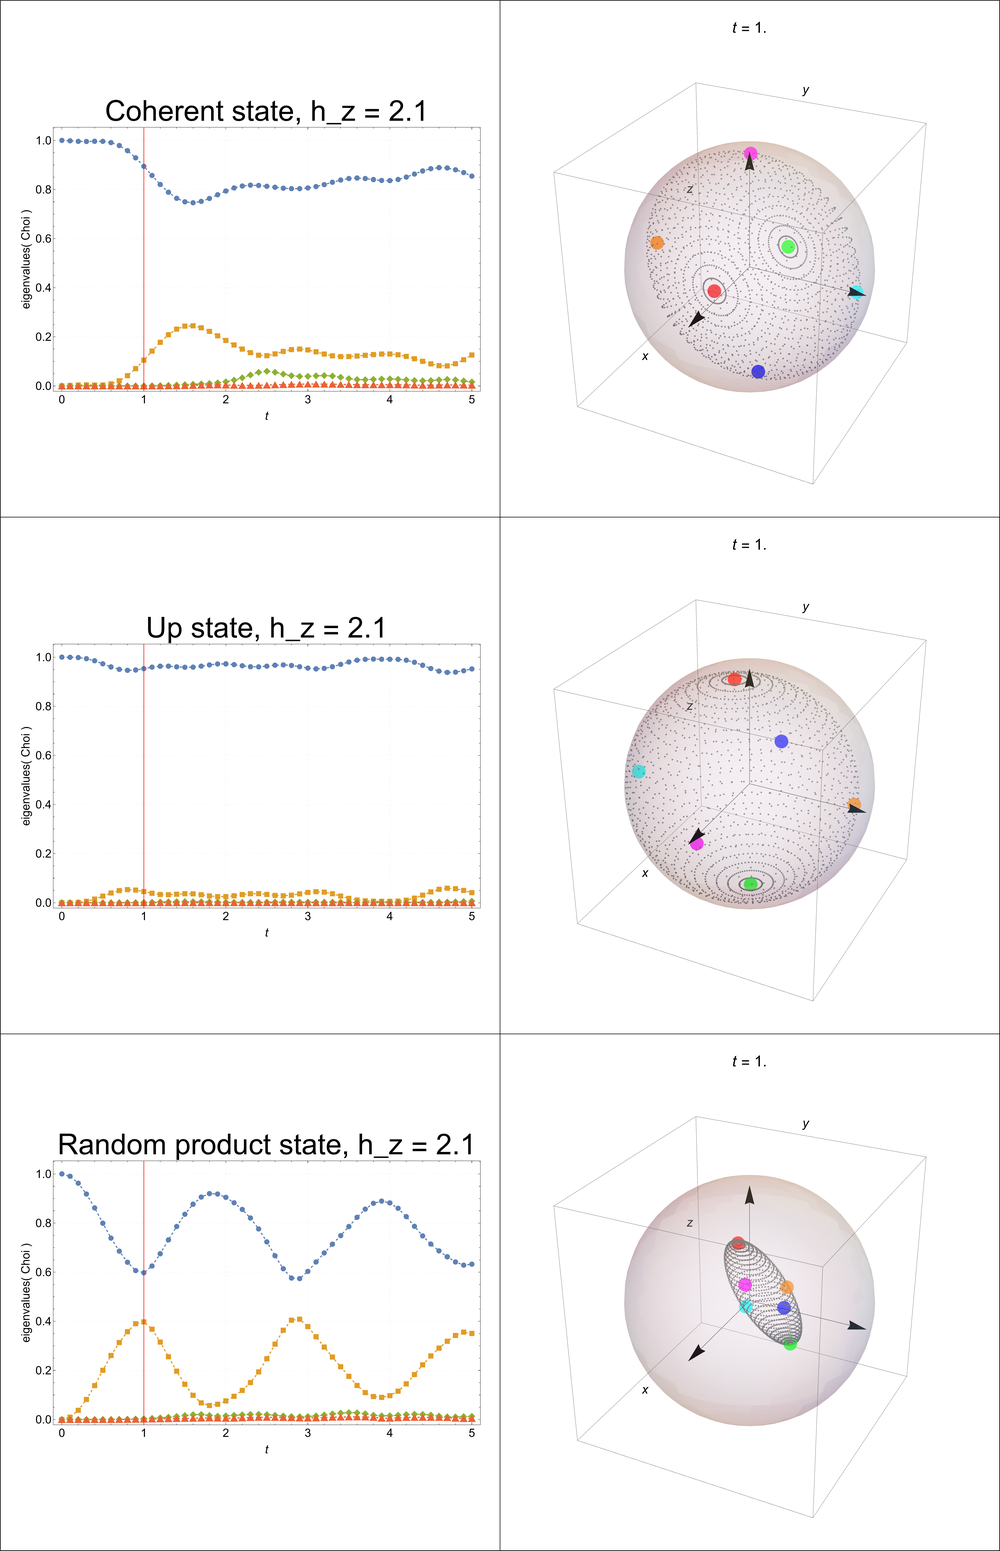 Coherent state, h_z = 2.1
eigenvalues( Choi )
1.0
0.8
0.6
0.4
0.2
0.0
0 1 2 3 4 5
t
t = 1.
y
z
x
Up state, h_z = 2.1
eigenvalues( Choi )
1.0
0.8
0.6
0.4
0.2
0.0
0 1 2 3 4 5
t
t = 1.
y
z
x
Random product state, h_z = 2.1
eigenvalues( Choi )
1.0
0.8
0.6
0.4
0.2
0.0
0 1 2 3 4 5
t
t = 1.
y
z
x